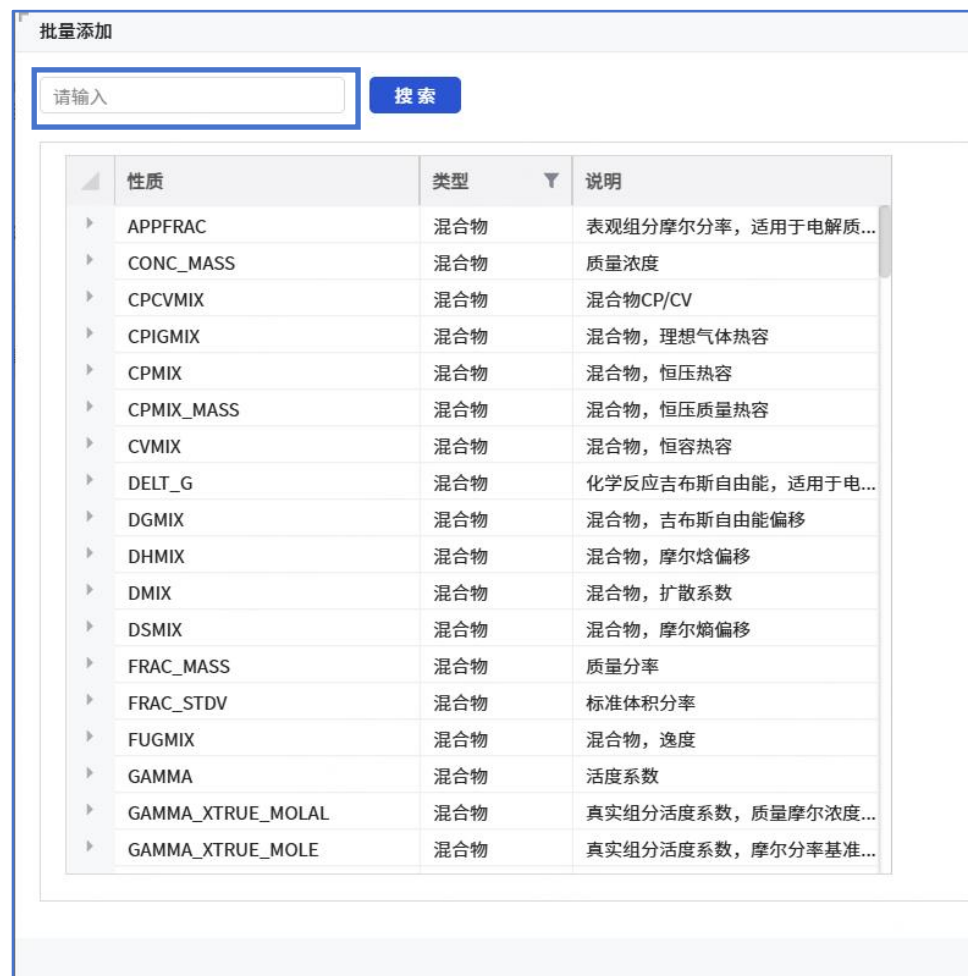 批量添加
请输入 搜索
性质 类型 说明
APPFRAC 混合物 表观组分摩尔分率，适用于电解质...
CONC_MASS 混合物 质量浓度
CPCVMIX 混合物 混合物CP/CV
CPIGMIX 混合物 混合物，理想气体热容
CPMIX 混合物 混合物，恒压热容
CPMIX_MASS 混合物 混合物，恒压质量热容
CVMIX 混合物 混合物，恒容热容
DELT_G 混合物 化学反应吉布斯自由能，适用于电...
DGMIX 混合物 混合物，吉布斯自由能偏移
DHMIX 混合物 混合物，摩尔焓偏移
DMIX 混合物 混合物，扩散系数
DSMIX 混合物 混合物，摩尔熵偏移
FRAC_MASS 混合物 质量分率
FRAC_STDV 混合物 标准体积分率
FUGMIX 混合物 混合物，逸度
GAMMA 混合物 活度系数
GAMMA_XTRUE_MOLAL 混合物 真实组分活度系数，质量摩尔浓度...
GAMMA_XTRUE_MOLE 混合物 真实组分活度系数，摩尔分率基准...